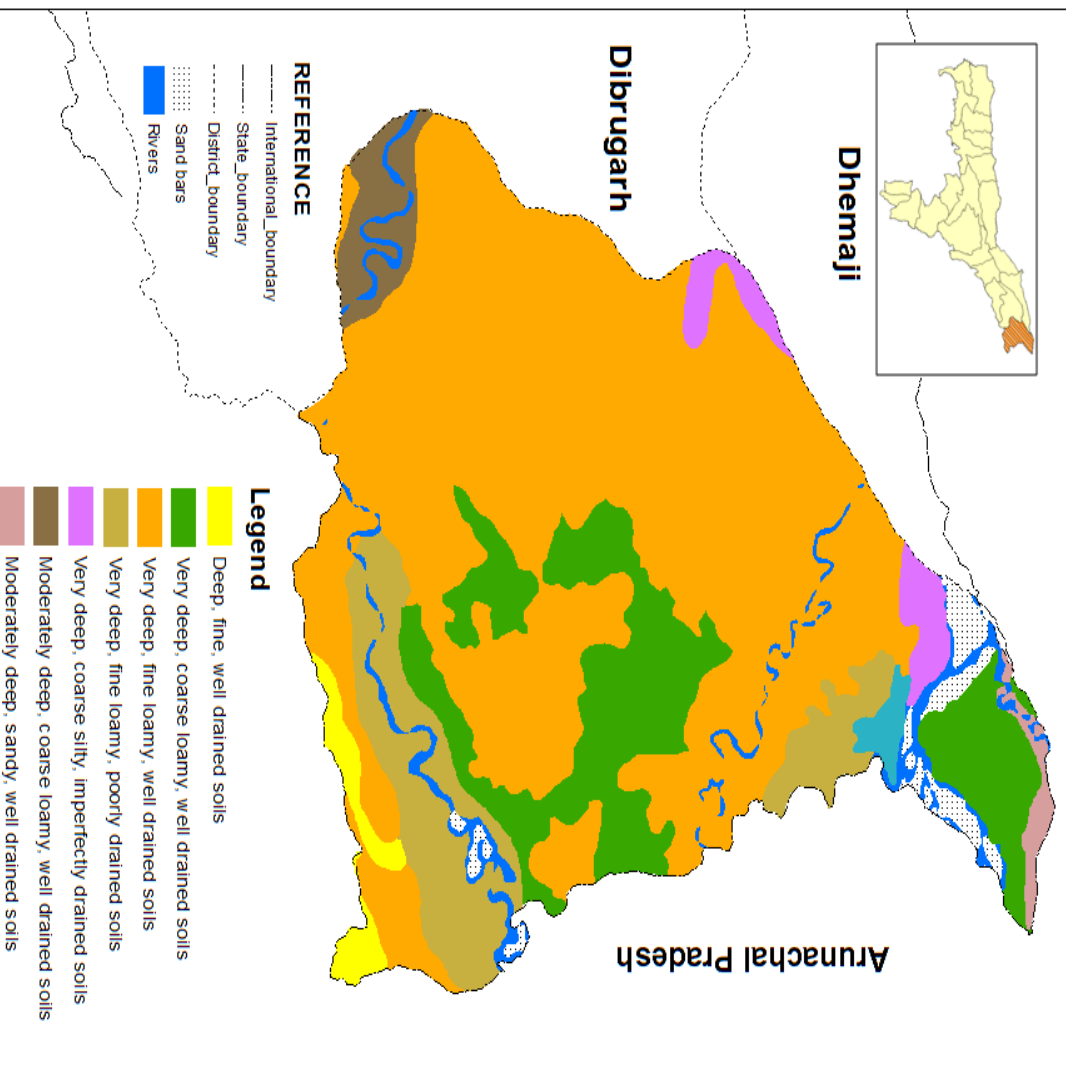 Dhemaji
Dibrugarh
Arunachal Pradesh
REFERENCE
International_boundary
State_boundary
District_boundary
Sand bars
Rivers
Legend
Deep, fine, well drained soils
Very deep, coarse loamy, well drained soils
Very deep, fine loamy, well drained soils
Very deep, fine loamy, poorly drained soils
Very deep, coarse silty, imperfectly drained soils
Moderately deep, coarse loamy, well drained soils
Moderately deep, sandy, well drained soils